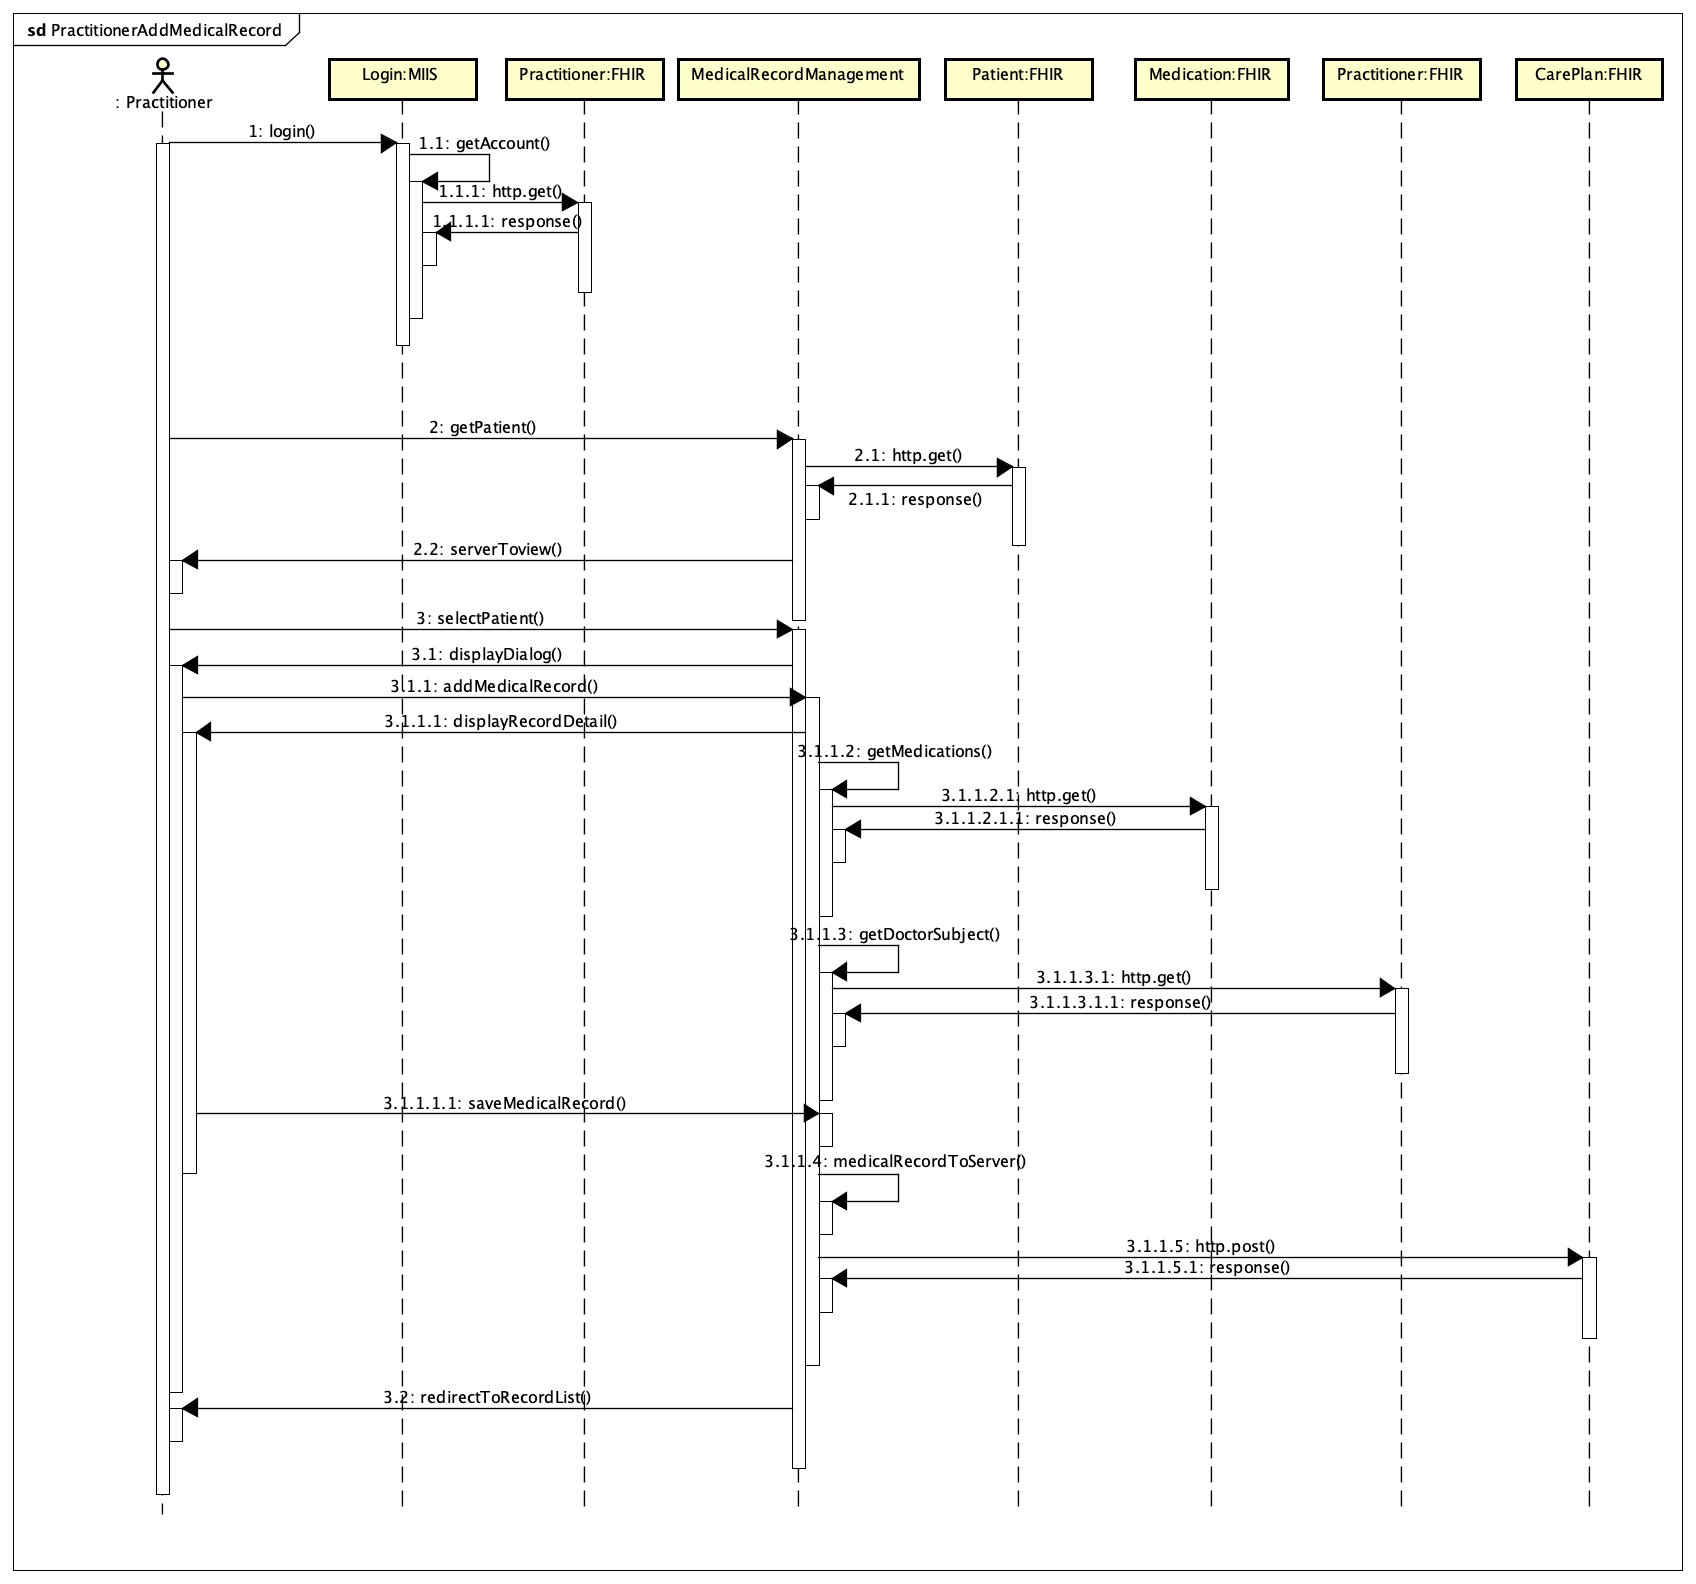 sd PractitionerAddMedicalRecord
: Practitioner
Login:MIIS
Practitioner:FHIR
MedicalRecordManagement
Patient:FHIR
Medication:FHIR
Practitioner:FHIR
CarePlan:FHIR
1: login()
1.1: getAccount()
1.1.1: http.get()
1.1.1.1: response()
2: getPatient()
2.1: http.get()
2.1.1: response()
2.2: serverToview()
3: selectPatient()
3.1: displayDialog()
3.1.1: addMedicalRecord()
3.1.1.1: displayRecordDetail()
3.1.1.2: getMedications()
3.1.1.2.1: http.get()
3.1.1.2.1.1: response()
3.1.1.3: getDoctorSubject()
3.1.1.3.1: http.get()
3.1.1.3.1.1: response()
3.1.1.1.1: saveMedicalRecord()
3.1.1.4: medicalRecordToServer()
3.1.1.5: http.post()
3.1.1.5.1: response()
3.2: redirectToRecordList()